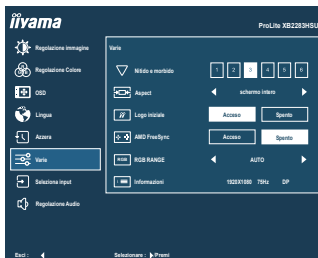 iiyama
ProLite XB2283HSU
Regolazione immagine
Regolazione Colore
OSD
Lingua
Azzera
Varie
Seleziona input
Regolazione Audio
Varie
Nitido e morbido 1 2 3 4 5 6
Aspect schermo intero
Logo iniziale Acceso Spento
AMD FreeSync Acceso Spento
RGB RGB RANGE AUTO
Informazioni 1920X1080 75Hz DP
Esci :
Selezionare : Premi